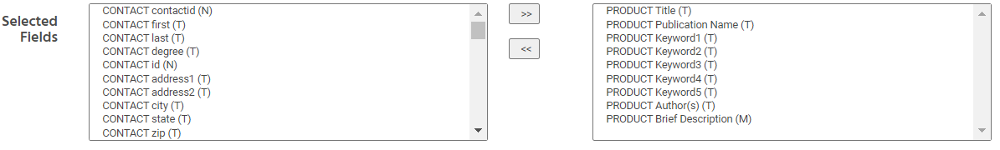 Selected
Fields
CONTACT contactid (N)
CONTACT first (T)
CONTACT last (T)
CONTACT degree (T)
CONTACT id (N)
CONTACT address1 (T)
CONTACT address2 (T)
CONTACT city (T)
CONTACT state (T)
CONTACT zip (T)
>>
<<
PRODUCT Title (T)
PRODUCT Publication Name (T)
PRODUCT Keyword1 (T)
PRODUCT Keyword2 (T)
PRODUCT Keyword3 (T)
PRODUCT Keyword4 (T)
PRODUCT Keyword5 (T)
PRODUCT Author(s) (T)
PRODUCT Brief Description (M)